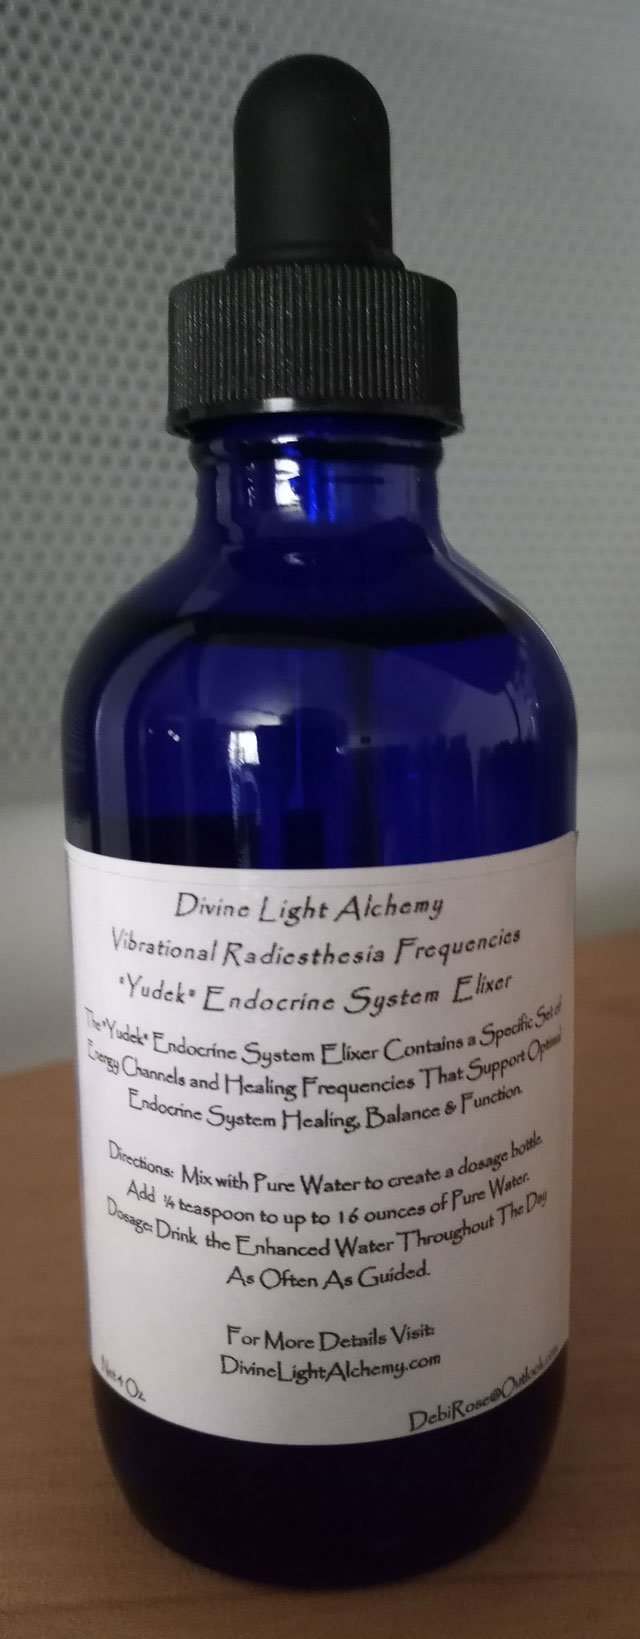 Divine Light Alchemy
Vibrational Radiesthesia Frequencies
"Yudek" Endocrine System Elixer
The "Yudek" Endocrine System Elixer Contains a Specific Set of
Energy Channels and Healing Frequencies That Support Optimal
Endocrine System Healing, Balance & Function.
Directions: Mix with Pure Water to create a dosage bottle.
Add ¼ teaspoon to up to 16 ounces of Pure Water.
Dosage: Drink the Enhanced Water Throughout The Day
As Often As Guided.
For More Details Visit:
DivineLightAlchemy.com
Net 4 Oz
DebiRose@Outlook.com